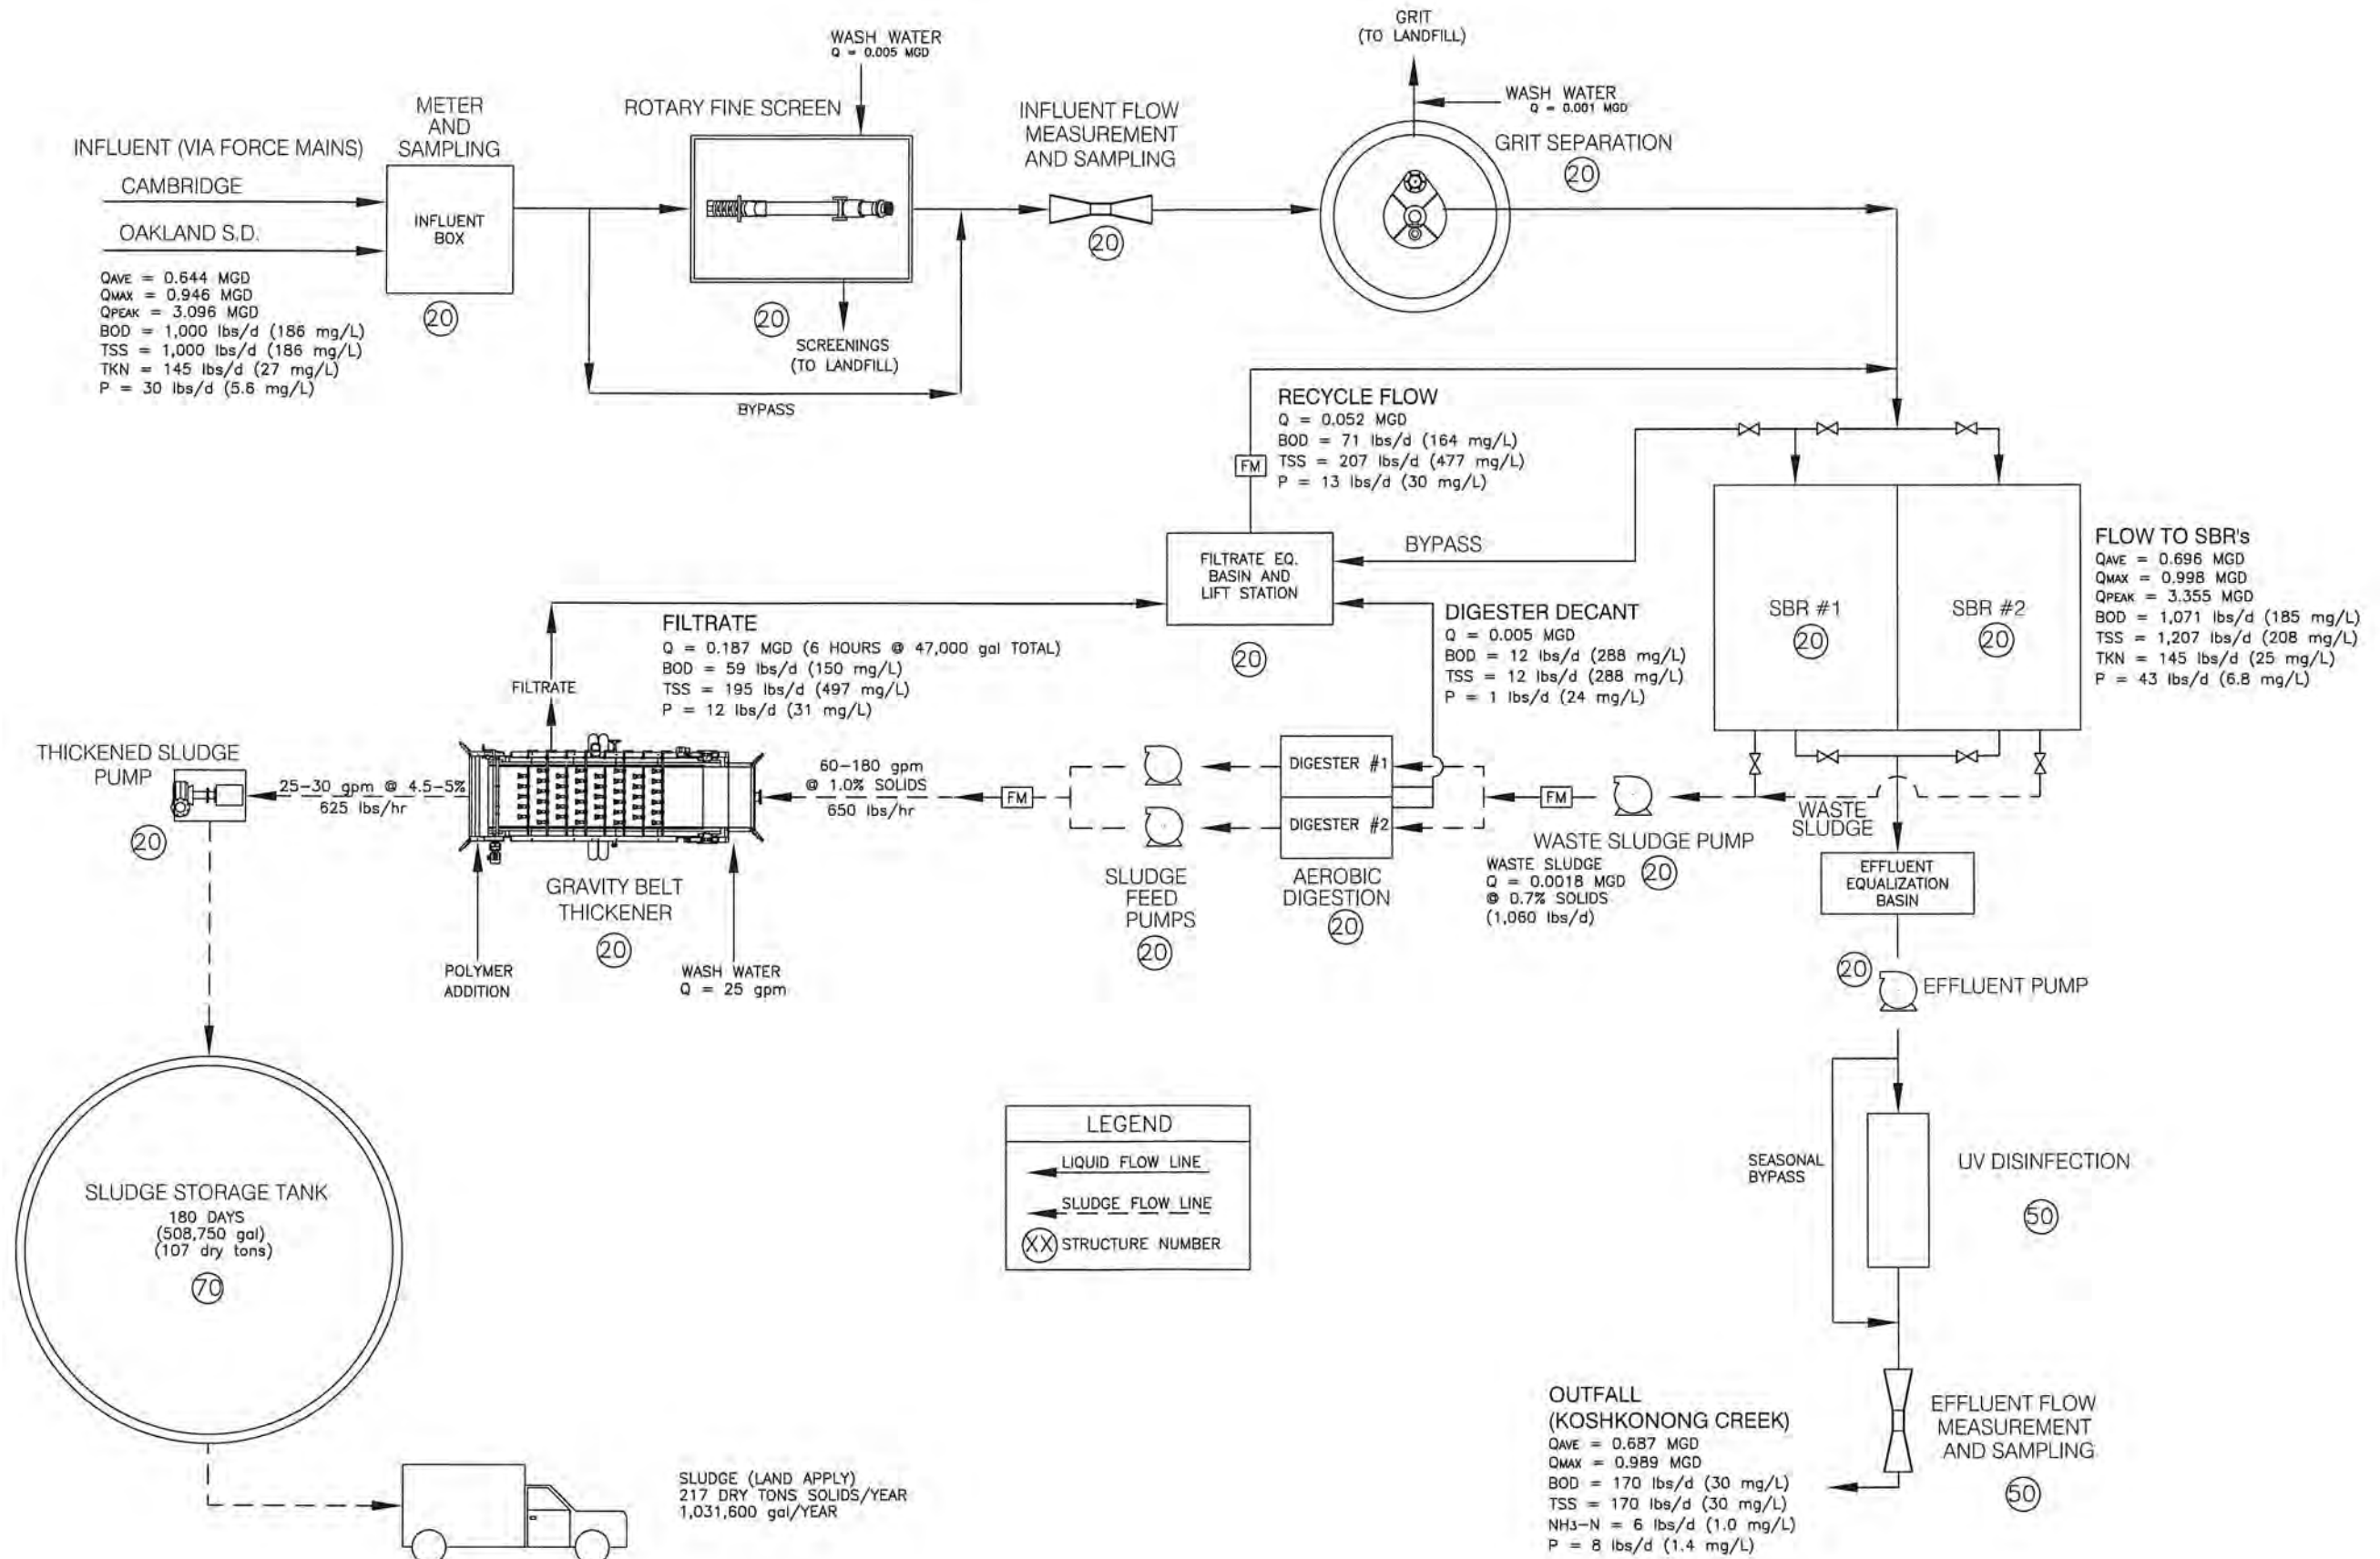 WASH WATER
Q = 0.005 MGD
GRIT
(TO LANDFILL)
WASH WATER
Q = 0.001 MGD
METER
AND
SAMPLING
ROTARY FINE SCREEN
INFLUENT FLOW
MEASUREMENT
AND SAMPLING
GRIT SEPARATION
20
INFLUENT (VIA FORCE MAINS)
CAMBRIDGE
OAKLAND S.D.
INFLUENT
BOX
20
20
20
QAVE = 0.644 MGD
QMAX = 0.946 MGD
QPEAK = 3.096 MGD
BOD = 1,000 lbs/d (186 mg/L)
TSS = 1,000 lbs/d (186 mg/L)
TKN = 145 lbs/d (27 mg/L)
P = 30 lbs/d (5.6 mg/L)
SCREENINGS
(TO LANDFILL)
BYPASS
RECYCLE FLOW
Q = 0.052 MGD
BOD = 71 lbs/d (164 mg/L)
TSS = 207 lbs/d (477 mg/L)
P = 13 lbs/d (30 mg/L)
FM
FILTRATE EQ.
BASIN AND
LIFT STATION
20
BYPASS
SBR #1
20
SBR #2
20
FLOW TO SBR's
QAVE = 0.696 MGD
QMAX = 0.998 MGD
QPEAK = 3.355 MGD
BOD = 1,071 lbs/d (185 mg/L)
TSS = 1,207 lbs/d (208 mg/L)
TKN = 145 lbs/d (25 mg/L)
P = 43 lbs/d (6.8 mg/L)
FILTRATE
Q = 0.187 MGD (6 HOURS @ 47,000 gal TOTAL)
BOD = 59 lbs/d (150 mg/L)
TSS = 195 lbs/d (497 mg/L)
P = 12 lbs/d (31 mg/L)
FILTRATE
DIGESTER DECANT
Q = 0.005 MGD
BOD = 12 lbs/d (288 mg/L)
TSS = 12 lbs/d (288 mg/L)
P = 1 lbs/d (24 mg/L)
THICKENED SLUDGE
PUMP
20
25-30 gpm @ 4.5-5%
625 lbs/hr
60-180 gpm
@ 1.0% SOLIDS
650 lbs/hr
FM
DIGESTER #1
DIGESTER #2
FM
WASTE
SLUDGE
WASTE SLUDGE PUMP
20
WASTE SLUDGE
Q = 0.0018 MGD
@ 0.7% SOLIDS
(1,060 lbs/d)
GRAVITY BELT
THICKENER
20
POLYMER
ADDITION
WASH WATER
Q = 25 gpm
SLUDGE
FEED
PUMPS
20
AEROBIC
DIGESTION
20
EFFLUENT
EQUALIZATION
BASIN
20
EFFLUENT PUMP
SLUDGE STORAGE TANK
180 DAYS
(508,750 gal)
(107 dry tons)
70
LEGEND
LIQUID FLOW LINE
SLUDGE FLOW LINE
XX STRUCTURE NUMBER
SEASONAL
BYPASS
UV DISINFECTION
50
SLUDGE (LAND APPLY)
217 DRY TONS SOLIDS/YEAR
1,031,600 gal/YEAR
OUTFALL
(KOSHKONONG CREEK)
QAVE = 0.687 MGD
QMAX = 0.989 MGD
BOD = 170 lbs/d (30 mg/L)
TSS = 170 lbs/d (30 mg/L)
NH3-N = 6 lbs/d (1.0 mg/L)
P = 8 lbs/d (1.4 mg/L)
EFFLUENT FLOW
MEASUREMENT
AND SAMPLING
50